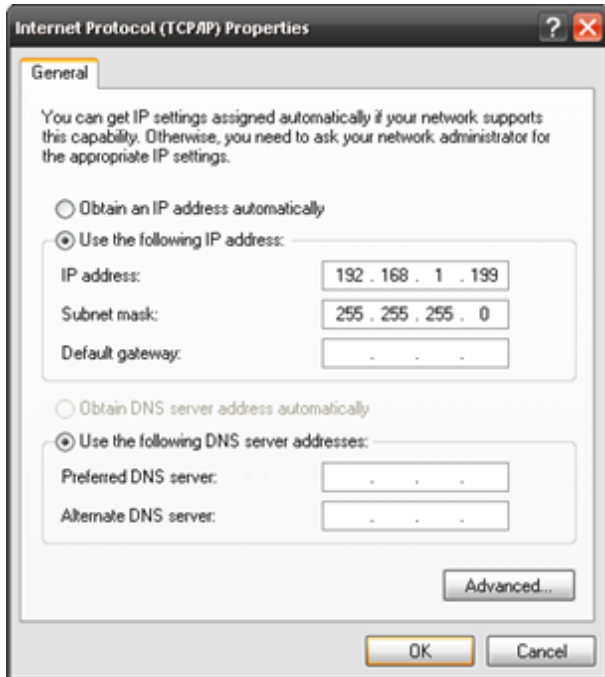 Internet Protocol (TCP/IP) Properties
General
You can get IP settings assigned automatically if your network supports
this capability. Otherwise, you need to ask your network administrator for
the appropriate IP settings.
Obtain an IP address automatically
Use the following IP address:
IP address: 192 . 168 . 1 . 199
Subnet mask: 255 . 255 . 255 . 0
Default gateway: . . .
Obtain DNS server address automatically
Use the following DNS server addresses:
Preferred DNS server: . . .
Alternate DNS server: . . .
Advanced...
OK Cancel